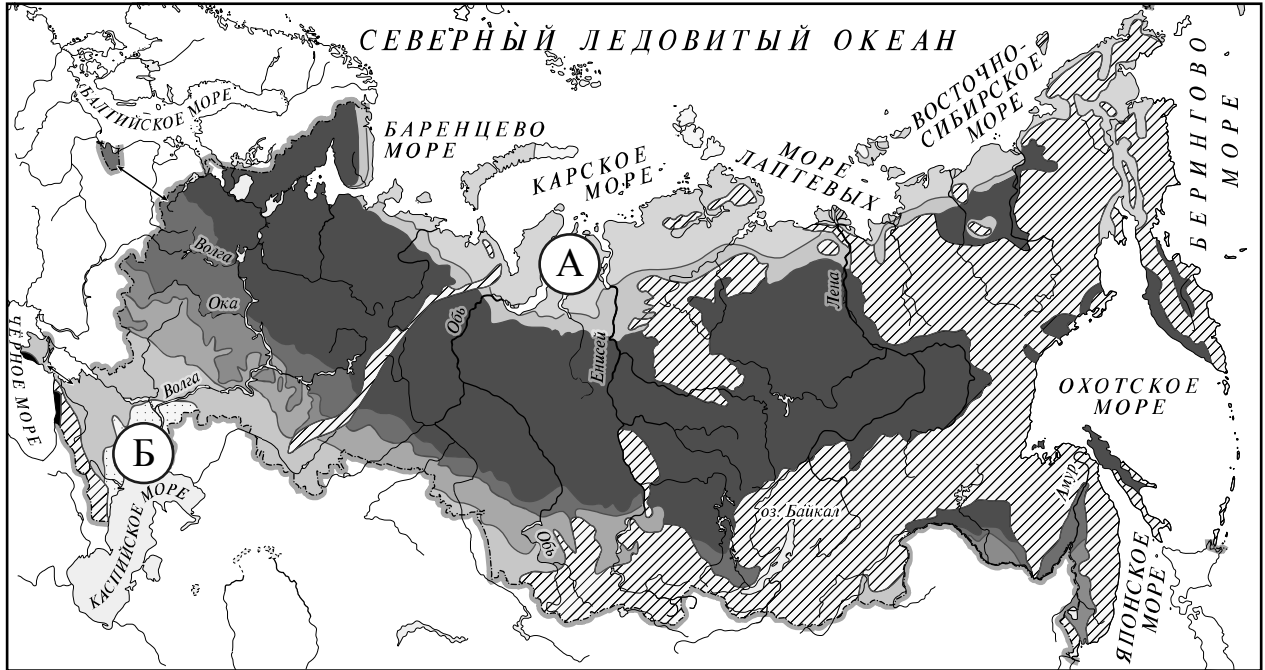 СЕВЕРНЫЙ ЛЕДОВИТЫЙ ОКЕАН
БАЛТИЙСКОЕ МОРЕ
БАРЕНЦЕВО
МОРЕ
КАРСКОЕ
МОРЕ
МОРЕ
ЛАПТЕВЫХ
ВОСТОЧНО-
СИБИРСКОЕ
МОРЕ
БЕРИНГОВО
МОРЕ
Волга
А
Ока
Обь
Енисей
Лена
ЧЕРНОЕ МОРЕ
Волга
ОХОТСКОЕ
МОРЕ
Б
КАСПИЙСКОЕ МОРЕ
Обь
оз. Байкал
Амур
ЯПОНСКОЕ
МОРЕ